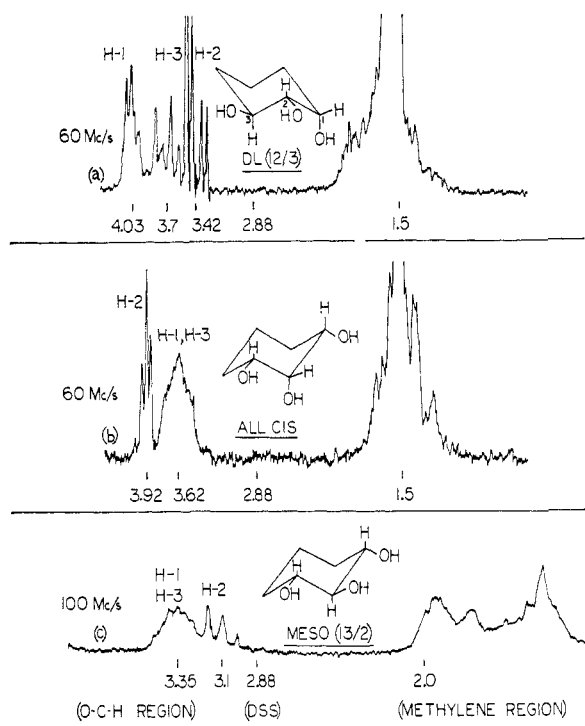 H-1
H-3
H-2
H
2
H
HO
3
HO
H
OH
60 Mc/s
DL (12/3)
(a)
4.03 3.7 3.42 2.88 1.5
H-2
H-1, H-3
H
H
OH
H
OH
OH
60 Mc/s
ALL CIS
(b)
3.92 3.62 2.88 1.5
H-1
H-3
H-2
H
H
OH
OH
OH
H
100 Mc/s
MESO (13/2)
(c)
3.35 3.1 2.88 2.0
(O-C-H REGION) (DSS) (METHYLENE REGION)